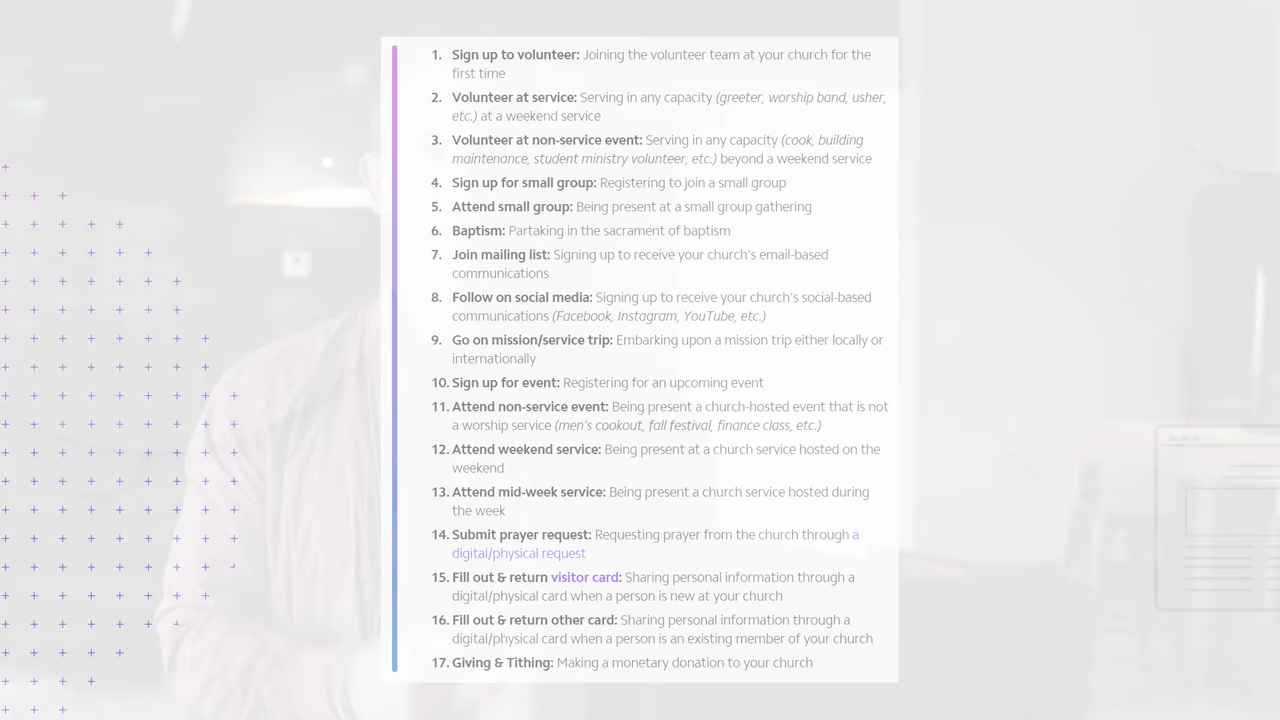 1. Sign up to volunteer: Joining the volunteer team at your church for the
first time
2. Volunteer at service: Serving in any capacity (greeter, worship band, usher,
etc.) at a weekend service
3. Volunteer at non-service event: Serving in any capacity (cook, building
maintenance, student ministry volunteer, etc.) beyond a weekend service
4. Sign up for small group: Registering to join a small group
5. Attend small group: Being present at a small group gathering
6. Baptism: Partaking in the sacrament of baptism
7. Join mailing list: Signing up to receive your church's email-based
communications
8. Follow on social media: Signing up to receive your church's social-based
communications (Facebook, Instagram, YouTube, etc.)
9. Go on mission/service trip: Embarking upon a mission trip either locally or
internationally
10. Sign up for event: Registering for an upcoming event
11. Attend non-service event: Being present a church-hosted event that is not
a worship service (men's cookout, fall festival, finance class, etc.)
12. Attend weekend service: Being present at a church service hosted on the
weekend
13. Attend mid-week service: Being present a church service hosted during
the week
14. Submit prayer request: Requesting prayer from the church through a
digital/physical request
15. Fill out & return visitor card: Sharing personal information through a
digital/physical card when a person is new at your church
16. Fill out & return other card: Sharing personal information through a
digital/physical card when a person is an existing member of your church
17. Giving & Tithing: Making a monetary donation to your church